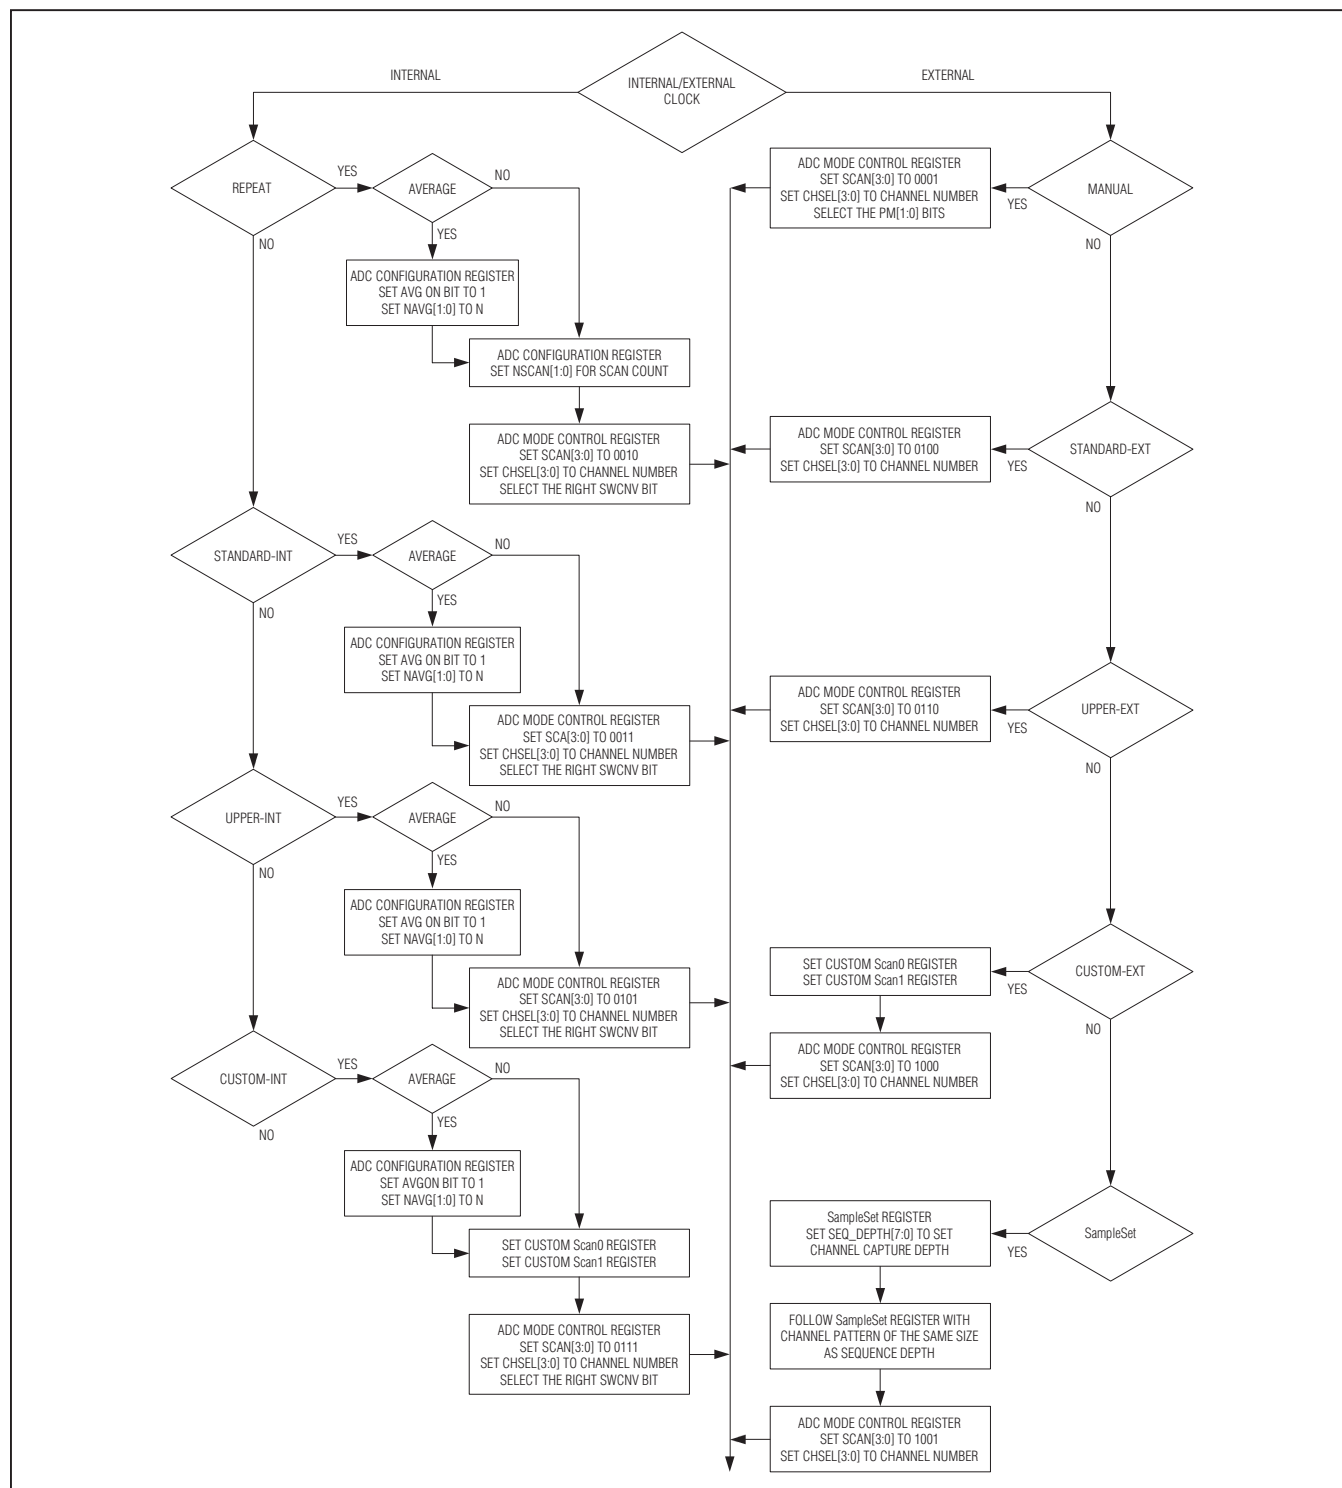 INTERNAL
INTERNAL/EXTERNAL
CLOCK
EXTERNAL
REPEAT
YES
AVERAGE
NO
YES
NO
ADC CONFIGURATION REGISTER
SET AVG ON BIT TO 1
SET NAVG[1:0] TO N
ADC CONFIGURATION REGISTER
SET NSCAN[1:0] FOR SCAN COUNT
ADC MODE CONTROL REGISTER
SET SCAN[3:0] TO 0010
SET CHSEL[3:0] TO CHANNEL NUMBER
SELECT THE RIGHT SWCNV BIT
STANDARD-INT
YES
AVERAGE
NO
YES
NO
ADC CONFIGURATION REGISTER
SET AVG ON BIT TO 1
SET NAVG[1:0] TO N
ADC MODE CONTROL REGISTER
SET SCA[3:0] TO 0011
SET CHSEL[3:0] TO CHANNEL NUMBER
SELECT THE RIGHT SWCNV BIT
UPPER-INT
YES
AVERAGE
NO
YES
NO
ADC CONFIGURATION REGISTER
SET AVG ON BIT TO 1
SET NAVG[1:0] TO N
ADC MODE CONTROL REGISTER
SET SCAN[3:0] TO 0101
SET CHSEL[3:0] TO CHANNEL NUMBER
SELECT THE RIGHT SWCNV BIT
CUSTOM-INT
YES
AVERAGE
NO
YES
NO
ADC CONFIGURATION REGISTER
SET AVGON BIT TO 1
SET NAVG[1:0] TO N
SET CUSTOM Scan0 REGISTER
SET CUSTOM Scan1 REGISTER
ADC MODE CONTROL REGISTER
SET SCAN[3:0] TO 0111
SET CHSEL[3:0] TO CHANNEL NUMBER
SELECT THE RIGHT SWCNV BIT
MANUAL
YES
NO
ADC MODE CONTROL REGISTER
SET SCAN[3:0] TO 0001
SET CHSEL[3:0] TO CHANNEL NUMBER
SELECT THE PM[1:0] BITS
STANDARD-EXT
YES
NO
ADC MODE CONTROL REGISTER
SET SCAN[3:0] TO 0100
SET CHSEL[3:0] TO CHANNEL NUMBER
UPPER-EXT
YES
NO
ADC MODE CONTROL REGISTER
SET SCAN[3:0] TO 0110
SET CHSEL[3:0] TO CHANNEL NUMBER
CUSTOM-EXT
YES
NO
SET CUSTOM Scan0 REGISTER
SET CUSTOM Scan1 REGISTER
ADC MODE CONTROL REGISTER
SET SCAN[3:0] TO 1000
SET CHSEL[3:0] TO CHANNEL NUMBER
SampleSet
YES
SampleSet REGISTER
SET SEQ_DEPTH[7:0] TO SET
CHANNEL CAPTURE DEPTH
FOLLOW SampleSet REGISTER WITH
CHANNEL PATTERN OF THE SAME SIZE
AS SEQUENCE DEPTH
ADC MODE CONTROL REGISTER
SET SCAN[3:0] TO 1001
SET CHSEL[3:0] TO CHANNEL NUMBER